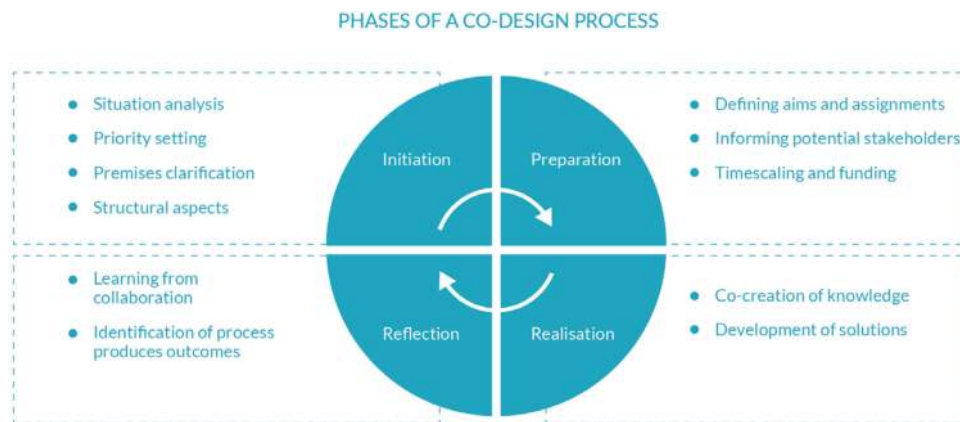 PHASES OF A CO-DESIGN PROCESS
Situation analysis
Priority setting
Premises clarification
Structural aspects
Initiation
Preparation
Defining aims and assignments
Informing potential stakeholders
Timescaling and funding
Learning from
collaboration
Identification of process
produces outcomes
Reflection
Realisation
Co-creation of knowledge
Development of solutions